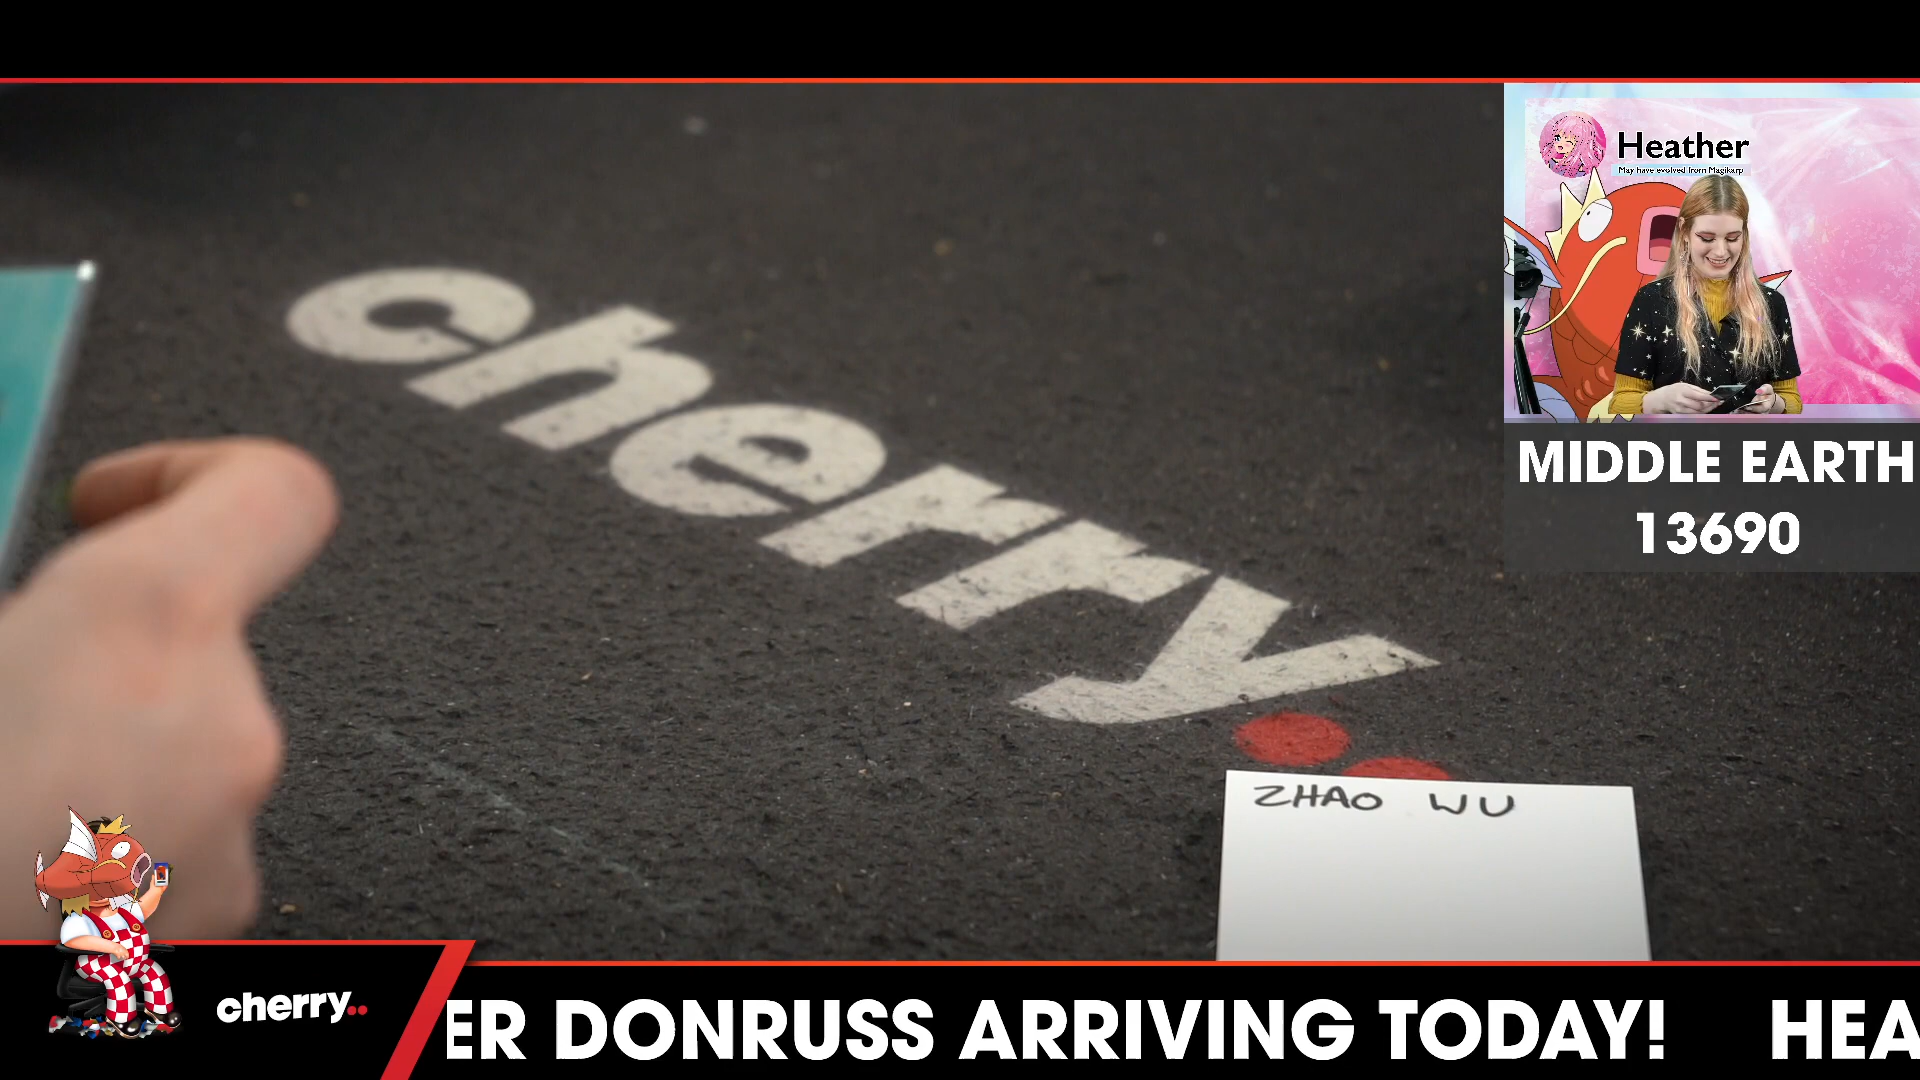 Heather
May have evolved from Magikarp
cherry
MIDDLE EARTH
13690
ZHAO WU
cherry..
ER DONRUSS ARRIVING TODAY! HEA